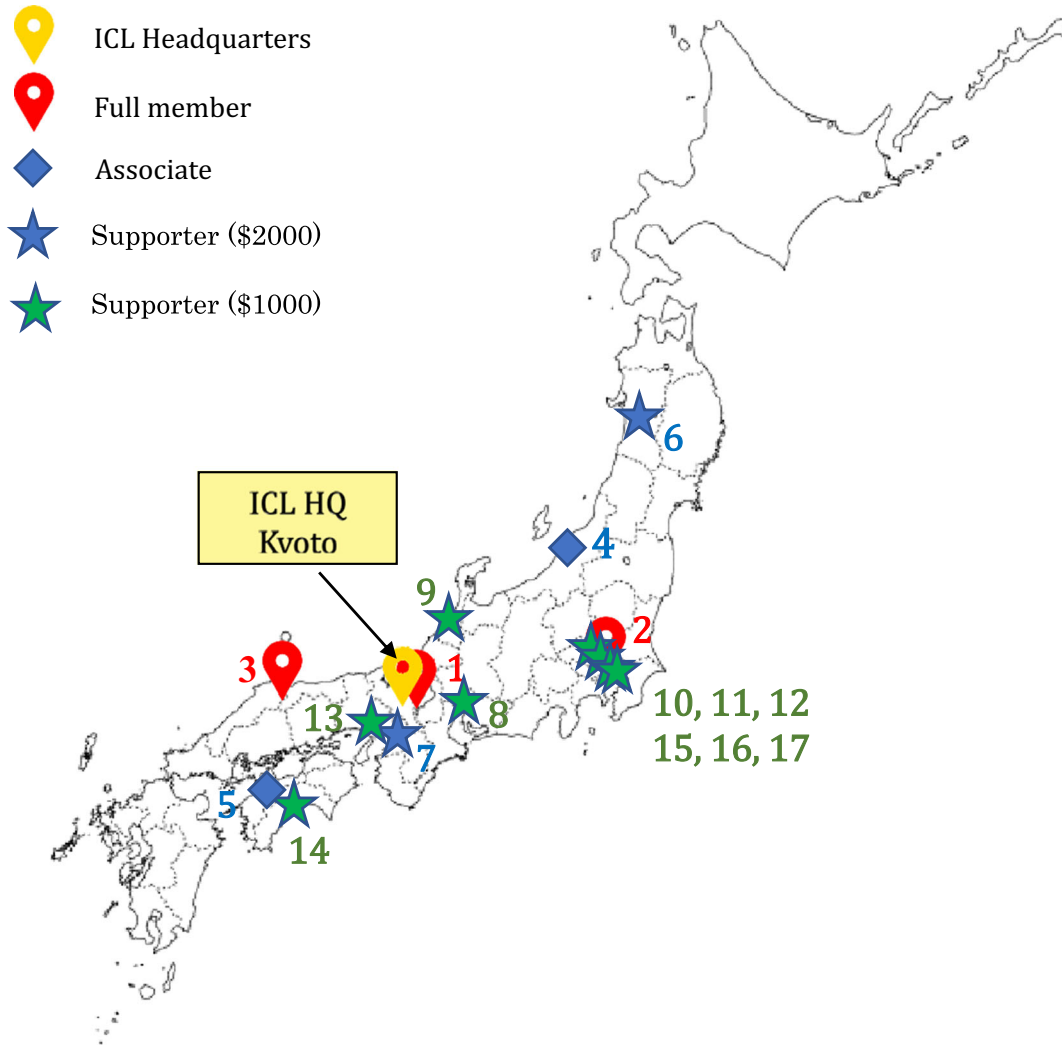 ICL Headquarters
Full member
Associate
Supporter ($2000)
Supporter ($1000)
6
ICL HQ
Kvoto
4
9
2
3
1
10, 11, 12
15, 16, 17
13
8
7
5
14